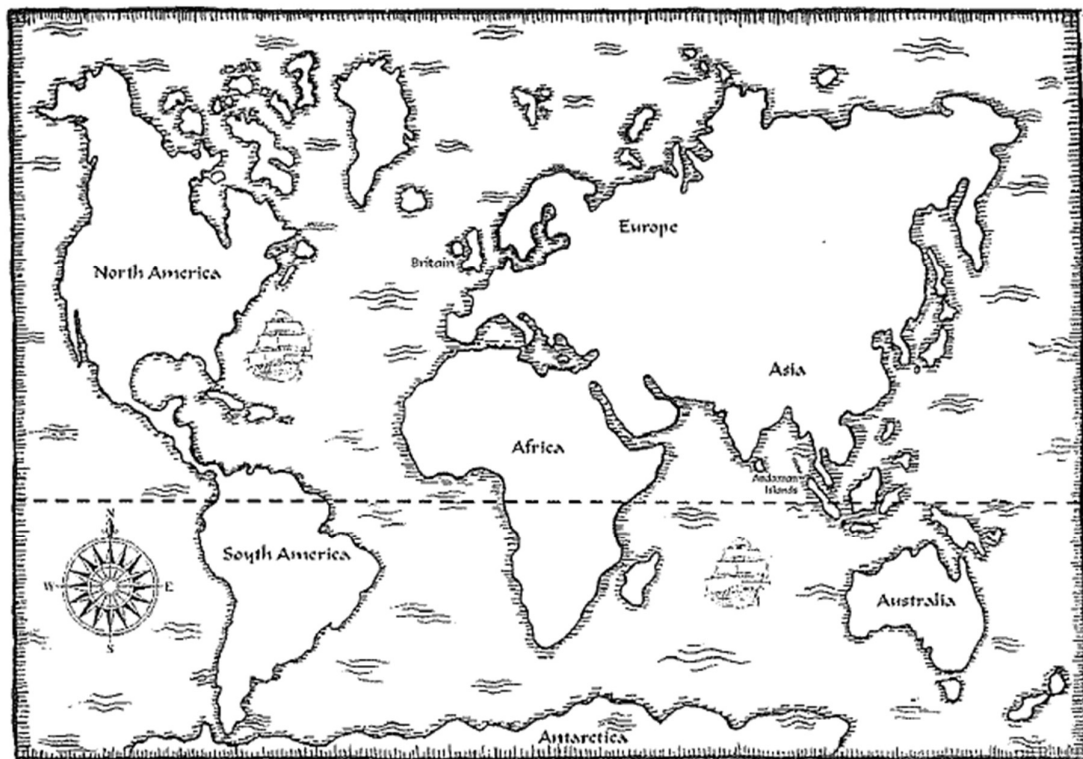 Europe
Britain
North America
Asia
Africa
Andaman
Islands
N
South America
W
E
Australia
S
Antarctica